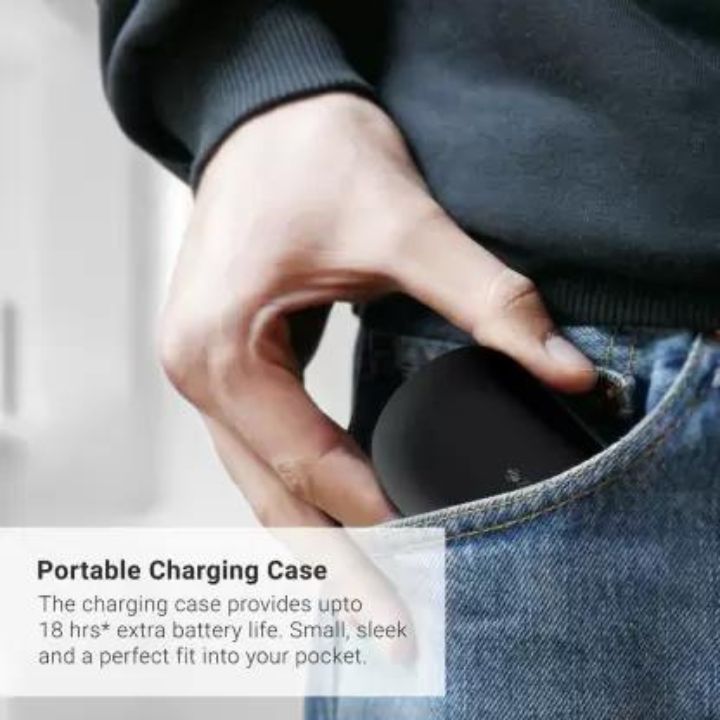 Portable Charging Case
The charging case provides upto
18 hrs* extra battery life. Small, sleek
and a perfect fit into your pocket.